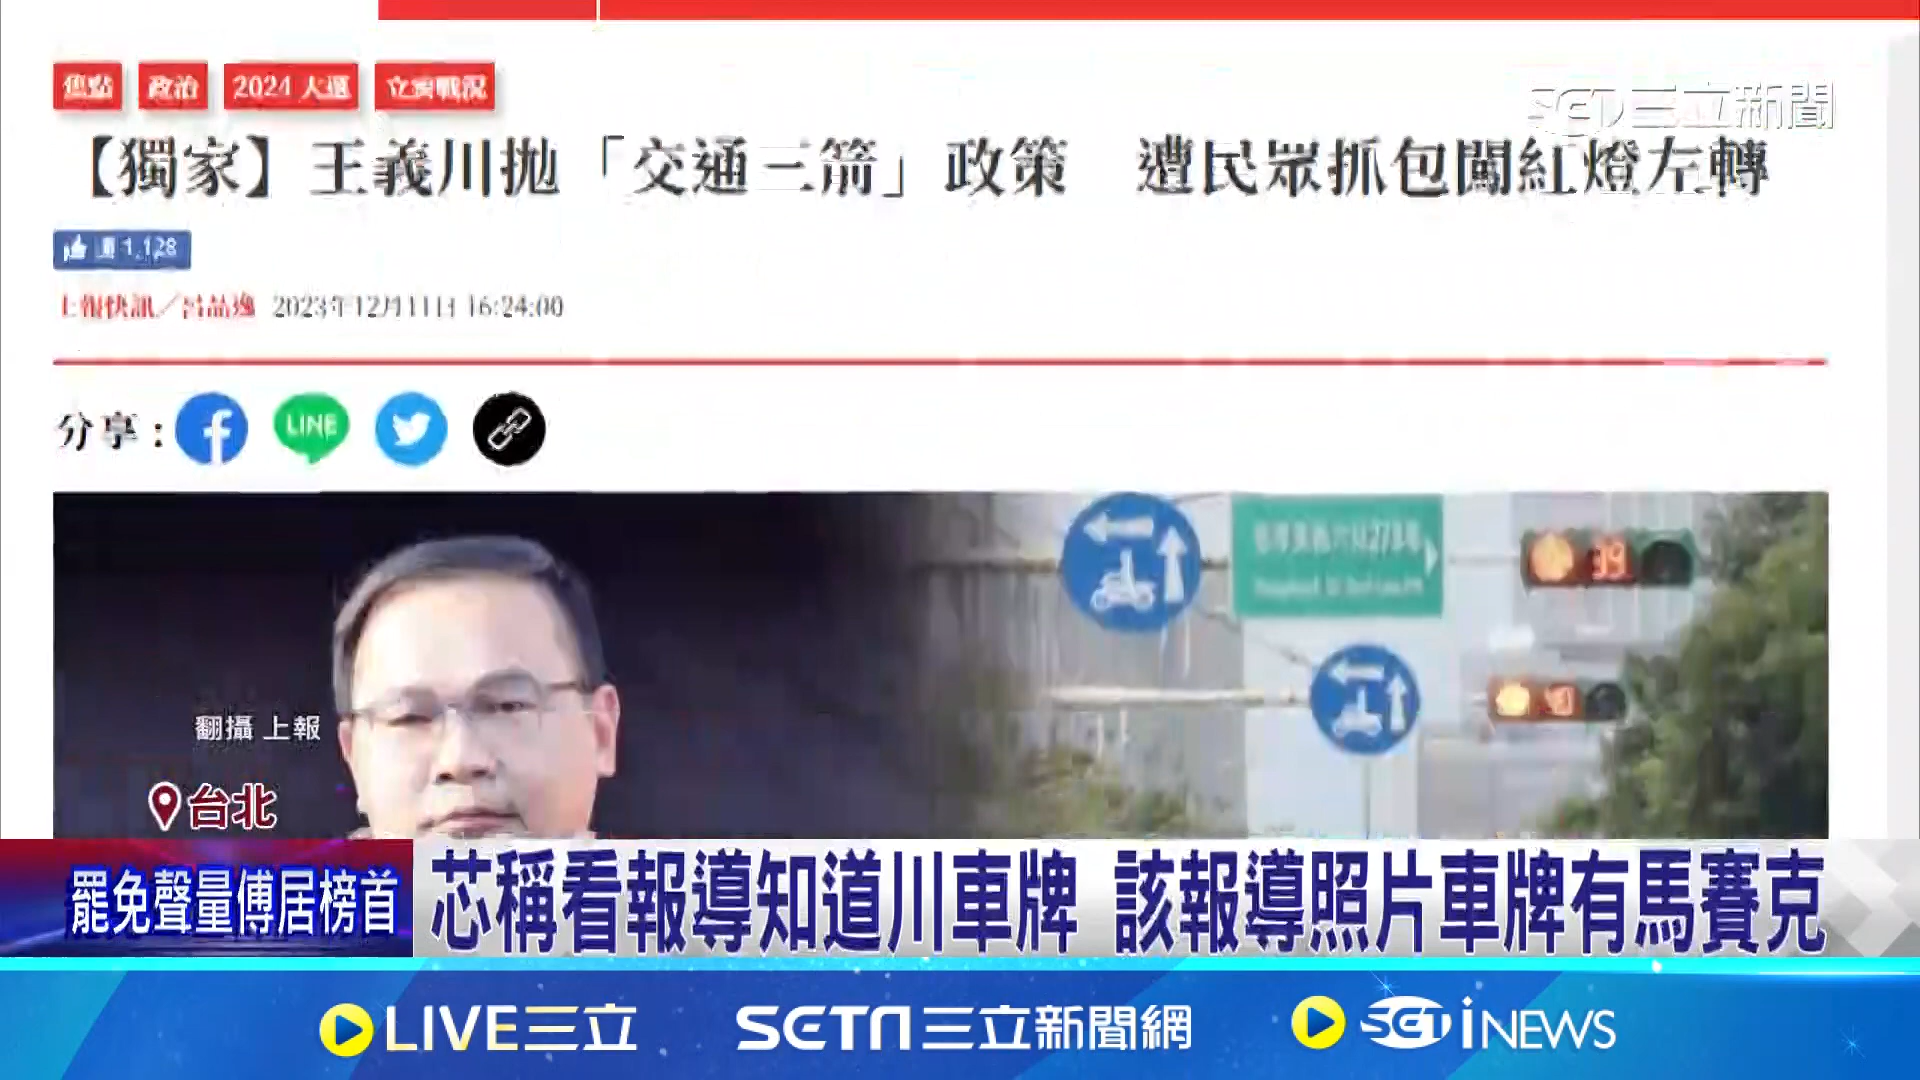 焦點 政治 2024 大選 立委戰況
SET三立新聞
【獨家】王義川拋「交通三箭」政策 遭民眾抓包闖紅燈左轉
讚 1,128
上報快訊／呂晶逸 2023年12月11日 16:24:00
分享：
LINE
39
翻攝 上報
台北
罷免聲量傅居榜首
芯稱看報導知道川車牌 該報導照片車牌有馬賽克
LIVE三立 SETN三立新聞網 SET iNEWS